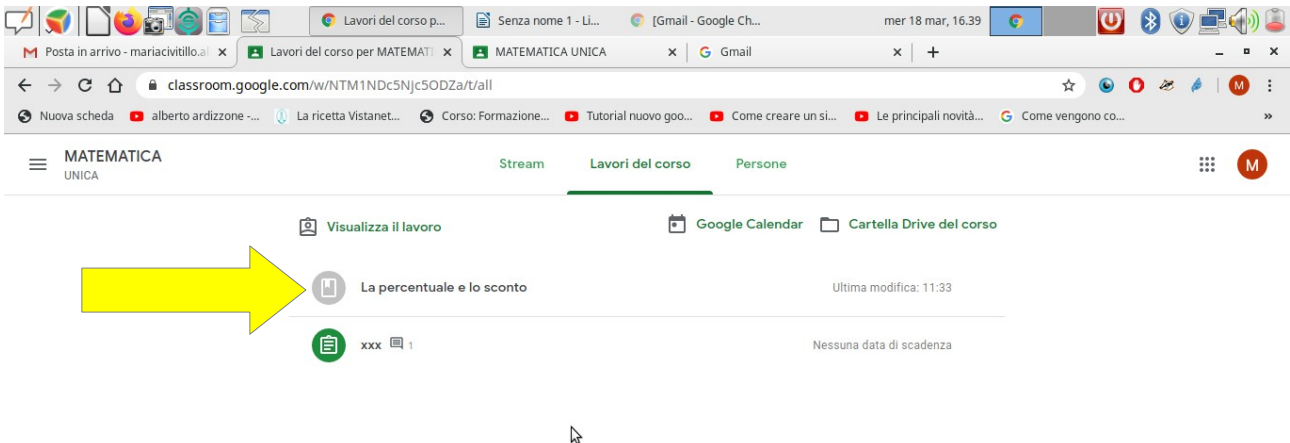 Lavori del corso p...
Senza nome 1 - Li...
[Gmail - Google Ch...
mer 18 mar, 16.39
Posta in arrivo - mariacivitillo.al
Lavori del corso per MATEMATI
MATEMATICA UNICA
Gmail
classroom.google.com/w/NTM1NDc5Njc5ODZa/t/all
M
Nuova scheda
alberto ardizzone -...
La ricetta Vistanet...
Corso: Formazione...
Tutorial nuovo goo...
Come creare un si...
Le principali novità...
Come vengono co...
»
MATEMATICA
UNICA
Stream
Lavori del corso
Persone
M
Visualizza il lavoro
Google Calendar
Cartella Drive del corso
La percentuale e lo sconto
Ultima modifica: 11:33
xxx
1
Nessuna data di scadenza